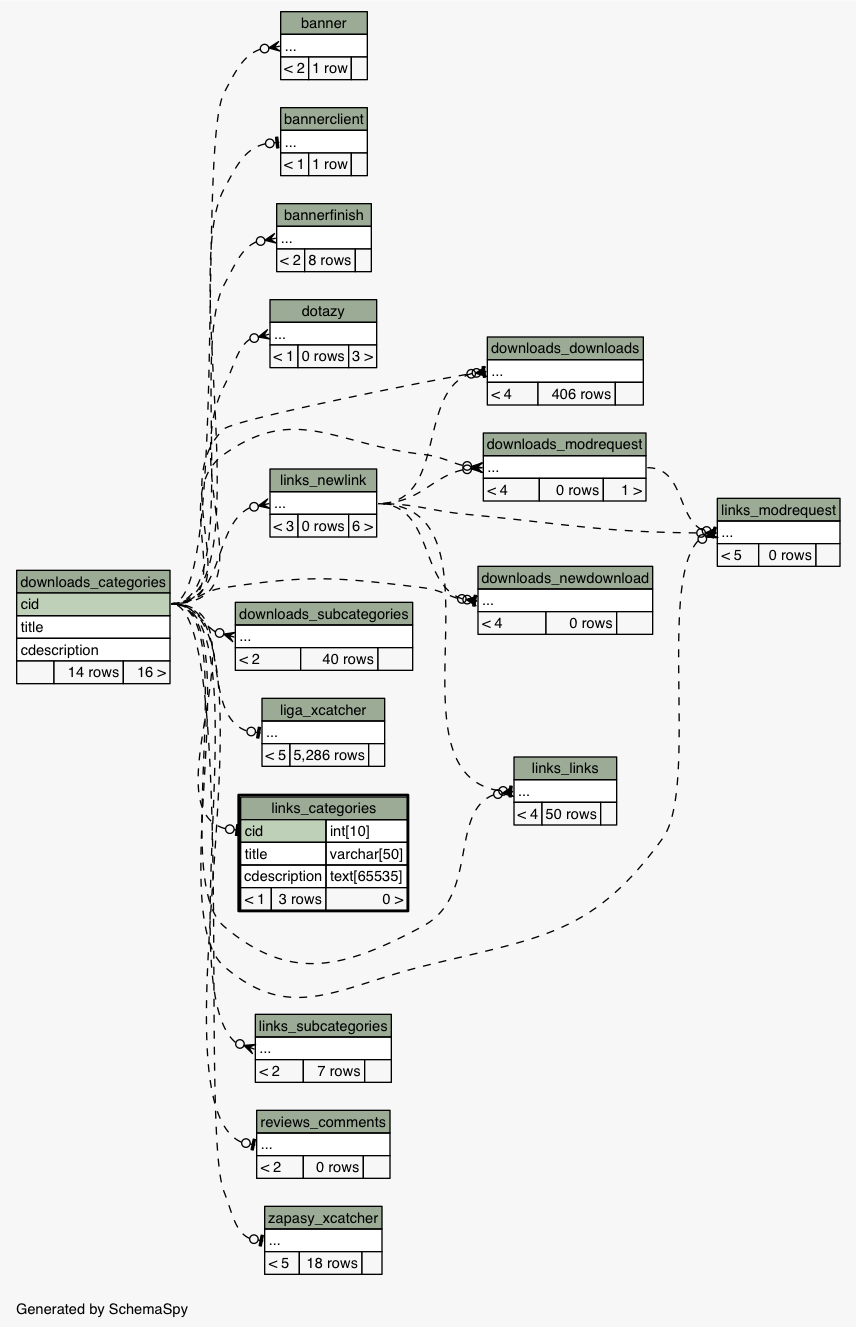 banner
...
< 2 1 row
bannerclient
...
< 1 1 row
bannerfinish
...
< 2 8 rows
dotazy
...
< 1 0 rows 3 >
downloads_downloads
...
< 4 406 rows
downloads_modrequest
...
< 4 0 rows 1 >
links_newlink
...
< 3 0 rows 6 >
links_modrequest
...
< 5 0 rows
downloads_categories
cid
title
cdescription
14 rows 16 >
downloads_newdownload
...
< 4 0 rows
downloads_subcategories
...
< 2 40 rows
liga_xcatcher
...
< 5 5,286 rows
links_links
...
< 4 50 rows
links_categories
cid int[10]
title varchar[50]
cdescription text[65535]
< 1 3 rows 0 >
links_subcategories
...
< 2 7 rows
reviews_comments
...
< 2 0 rows
zapasy_xcatcher
...
< 5 18 rows
Generated by SchemaSpy